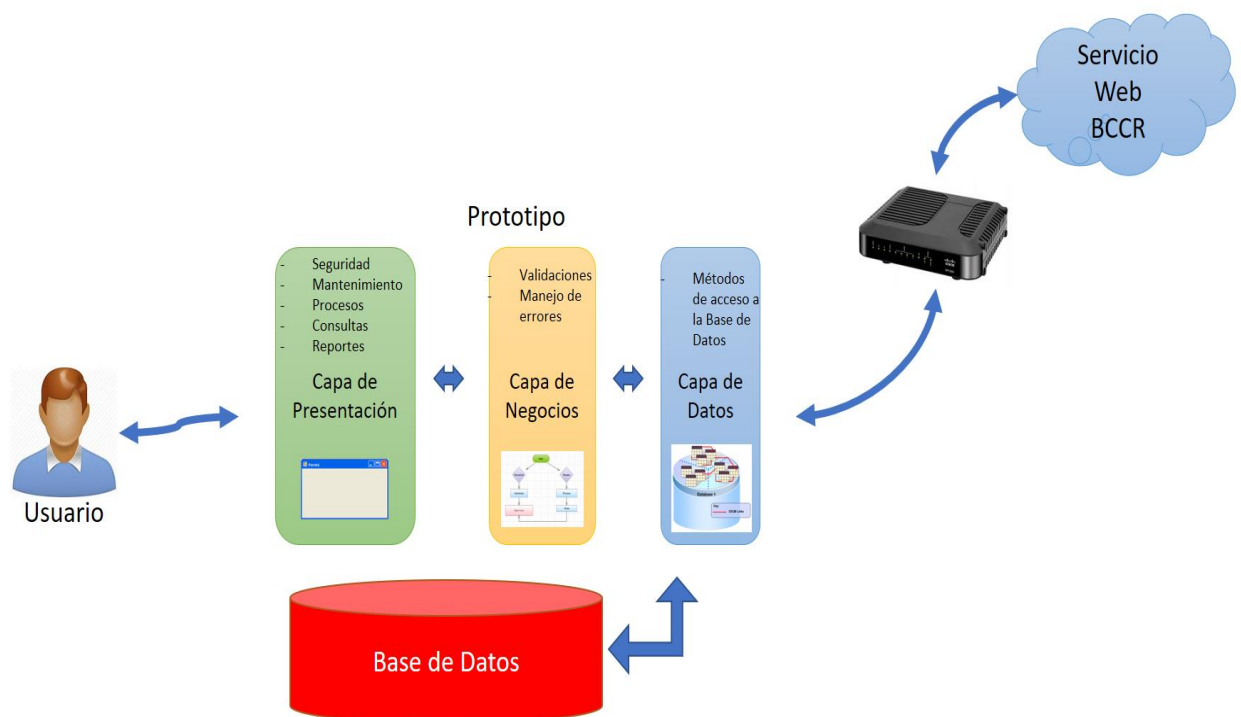 Servicio
Web
BCCR
Prototipo
- Seguridad
- Mantenimiento
- Procesos
- Consultas
- Reportes
Capa de
Presentación
- Validaciones
- Manejo de
errores
Capa de
Negocios
- Métodos
de acceso a
la Base de
Datos
Capa de
Datos
Usuario
Base de Datos